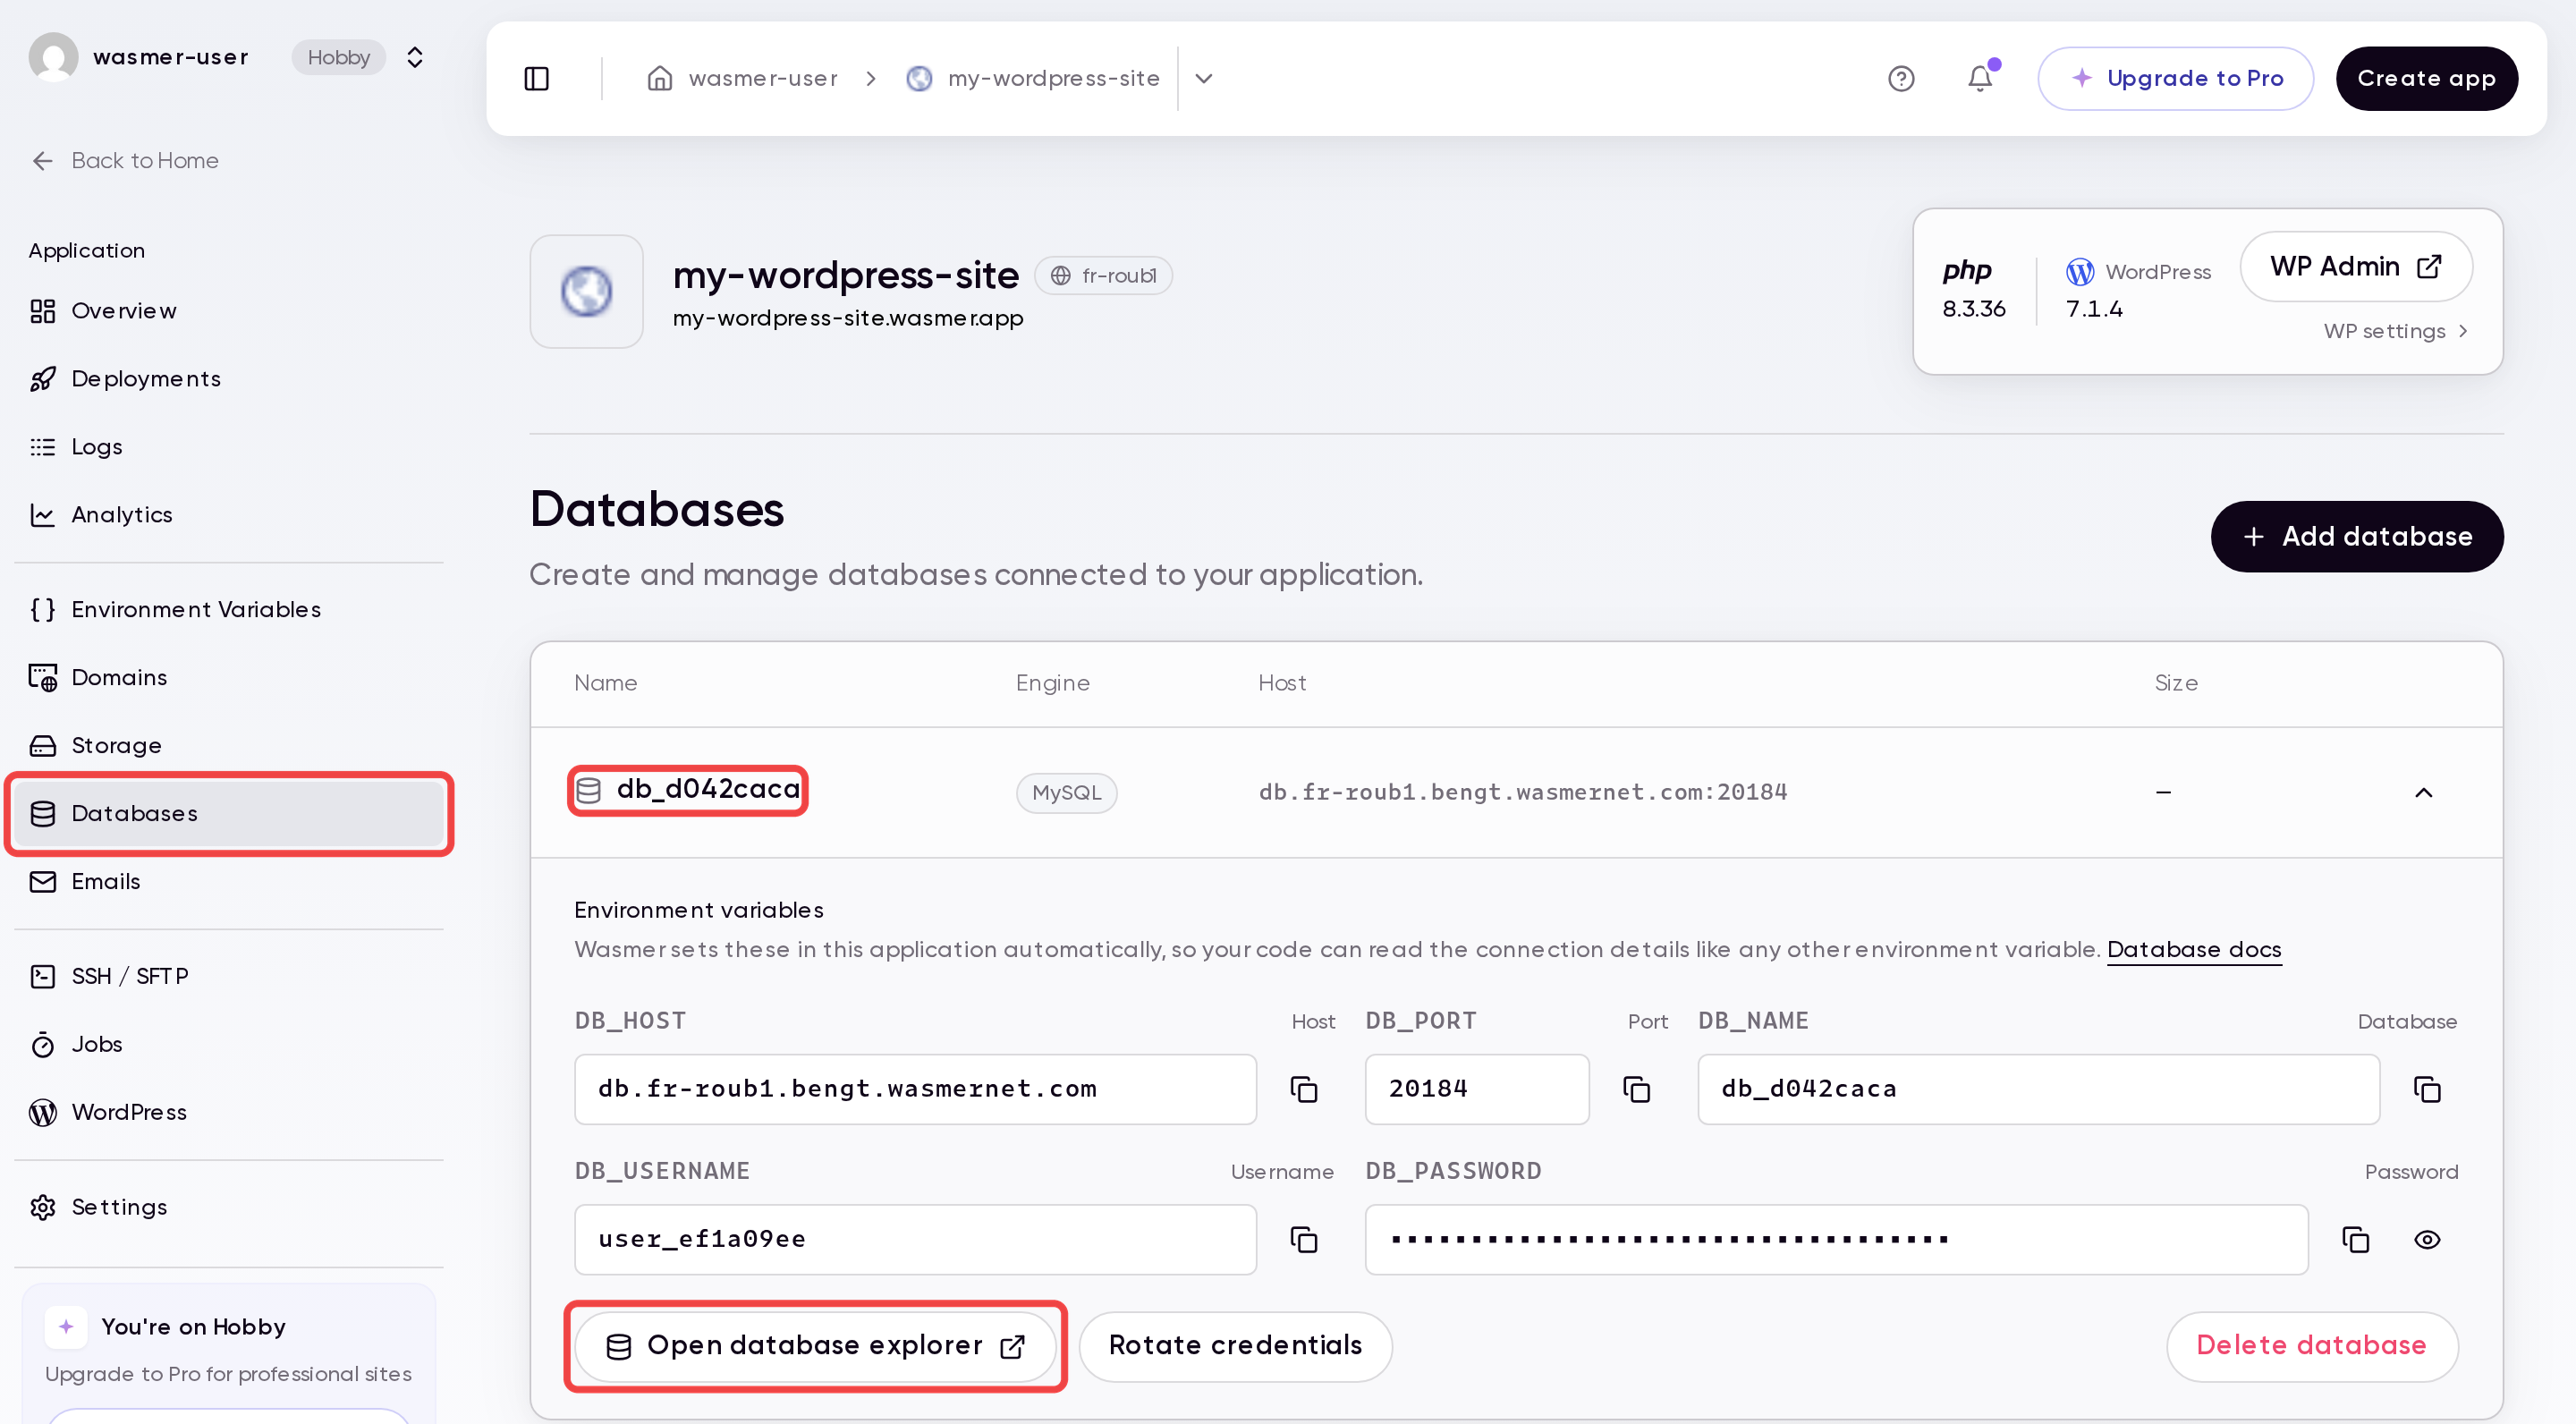 wasmer-user
Hobby
Back to Home
Application
Overview
Deployments
Logs
Analytics
Environment Variables
Domains
Storage
Databases
Emails
SSH / SFTP
Jobs
WordPress
Settings
You're on Hobby
Upgrade to Pro for professional sites
wasmer-user
my-wordpress-site
Upgrade to Pro
Create app
my-wordpress-site
fr-roub1
my-wordpress-site.wasmer.app
php
8.3.36
WordPress
7.1.4
WP Admin
WP settings
Databases
Create and manage databases connected to your application.
Add database
Name Engine Host Size
db_d042caca MySQL db.fr-roub1.bengt.wasmernet.com:20184 –
Environment variables
Wasmer sets these in this application automatically, so your code can read the connection details like any other environment variable. Database docs
DB_HOST Host DB_PORT Port DB_NAME Database
db.fr-roub1.bengt.wasmernet.com 20184 db_d042caca
DB_USERNAME Username DB_PASSWORD Password
user_ef1a09ee
Open database explorer
Rotate credentials
Delete database